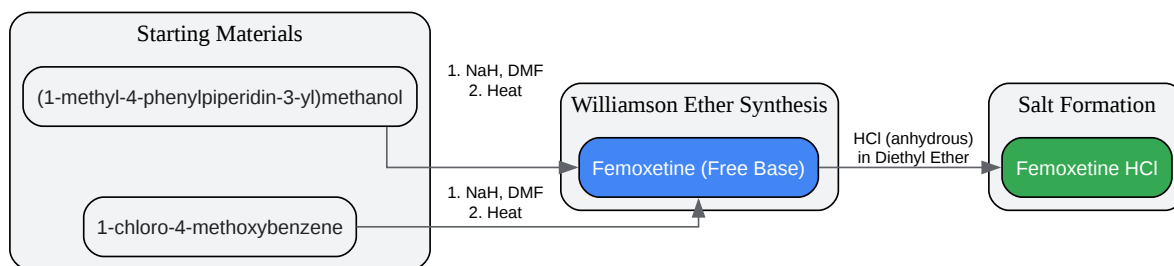 Starting Materials
(1-methyl-4-phenylpiperidin-3-yl)methanol
1-chloro-4-methoxybenzene
1. NaH, DMF
2. Heat
1. NaH, DMF
2. Heat
Williamson Ether Synthesis
Femoxetine (Free Base)
HCl (anhydrous)
in Diethyl Ether
Salt Formation
Femoxetine HCl